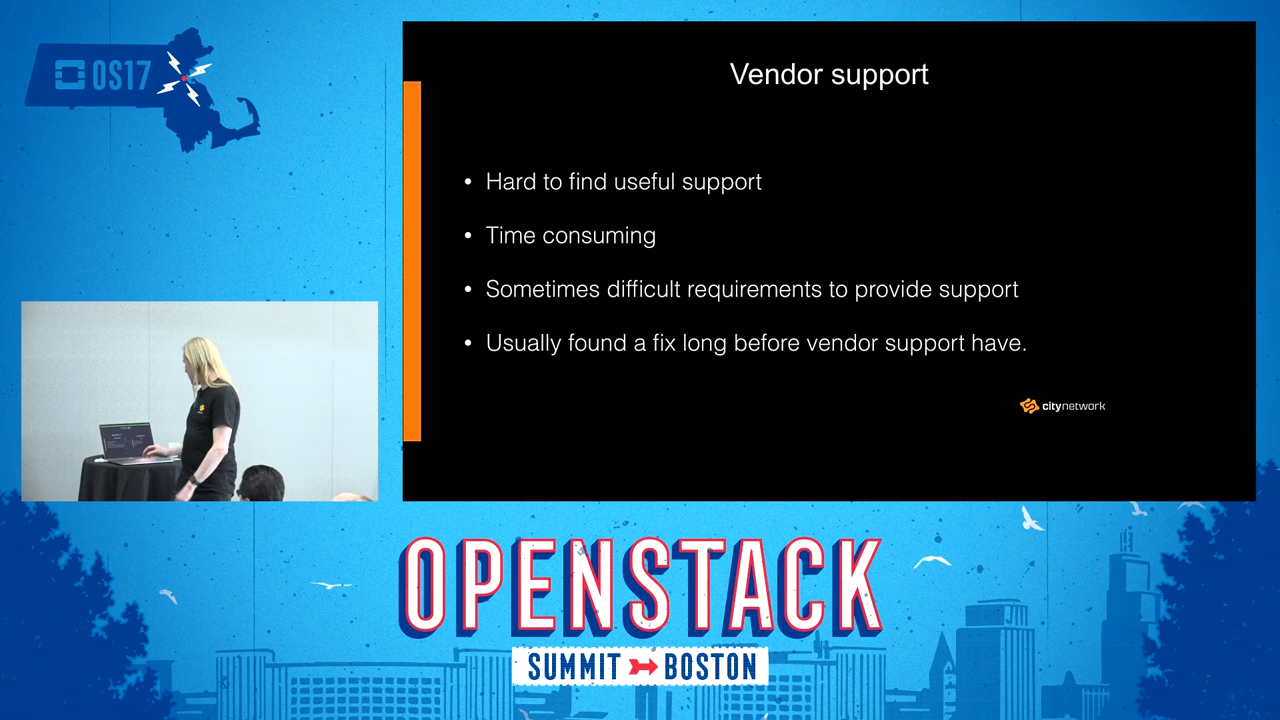 OS17
Vendor support
• Hard to find useful support
• Time consuming
• Sometimes difficult requirements to provide support
• Usually found a fix long before vendor support have.
citynetwork
OPENSTACK
SUMMIT BOSTON